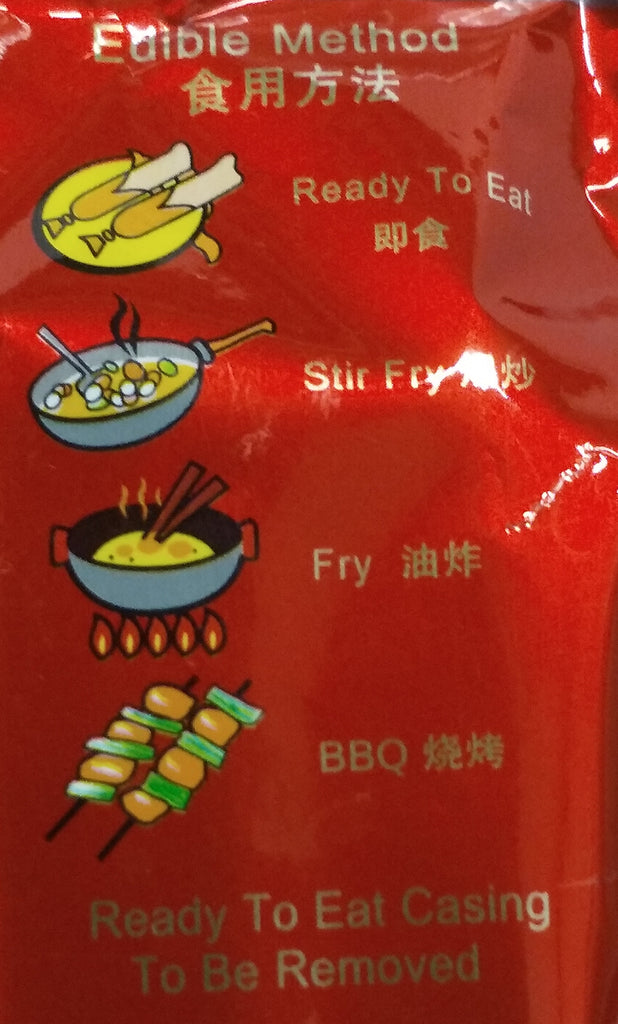 Edible Method
食用方法
Ready To Eat
即食
Stir Fry 炒
Fry 油炸
BBQ 烧烤
Ready To Eat Casing
To Be Removed